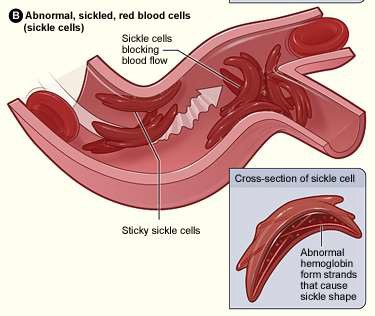 B Abnormal, sickled, red blood cells
(sickle cells)
Sickle cells
blocking
blood flow
Sticky sickle cells
Cross-section of sickle cell
Abnormal
hemoglobin
form strands
that cause
sickle shape